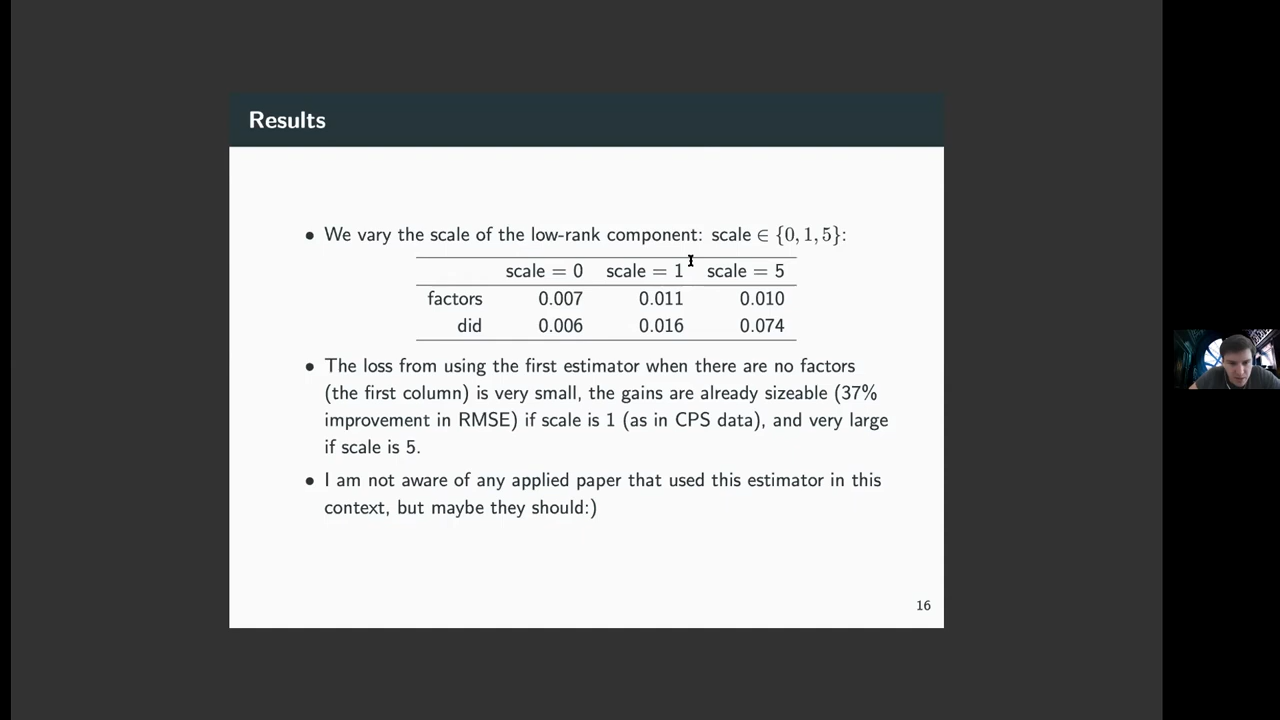 Results
• We vary the scale of the low-rank component: scale ∈ {0, 1, 5}:
scale = 0 scale = 1 scale = 5
factors 0.007 0.011 0.010
did 0.006 0.016 0.074
• The loss from using the first estimator when there are no factors
(the first column) is very small, the gains are already sizeable (37%
improvement in RMSE) if scale is 1 (as in CPS data), and very large
if scale is 5.
• I am not aware of any applied paper that used this estimator in this
context, but maybe they should:)
16